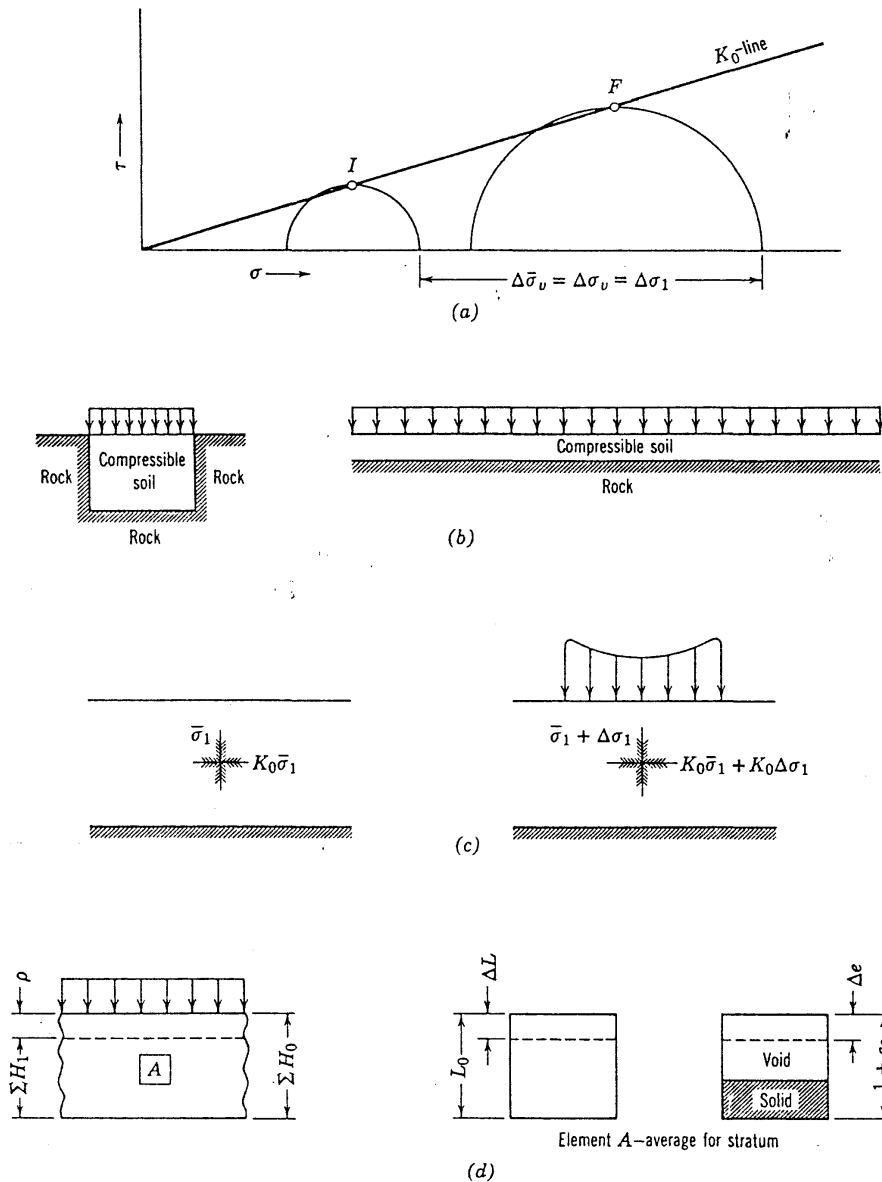 K₀-line
F
I
τ
σ
Δσ̄ᵥ = Δσᵥ = Δσ₁
(a)
Compressible soil
Rock
Rock
Rock
Compressible soil
Rock
(b)
σ̄₁
K₀σ̄₁
σ̄₁ + Δσ₁
K₀σ̄₁ + K₀Δσ₁
(c)
ρ
ΣH₁
A
ΣH₀
ΔL
L₀
Δe
Void
Solid
Element A—average for stratum
(d)